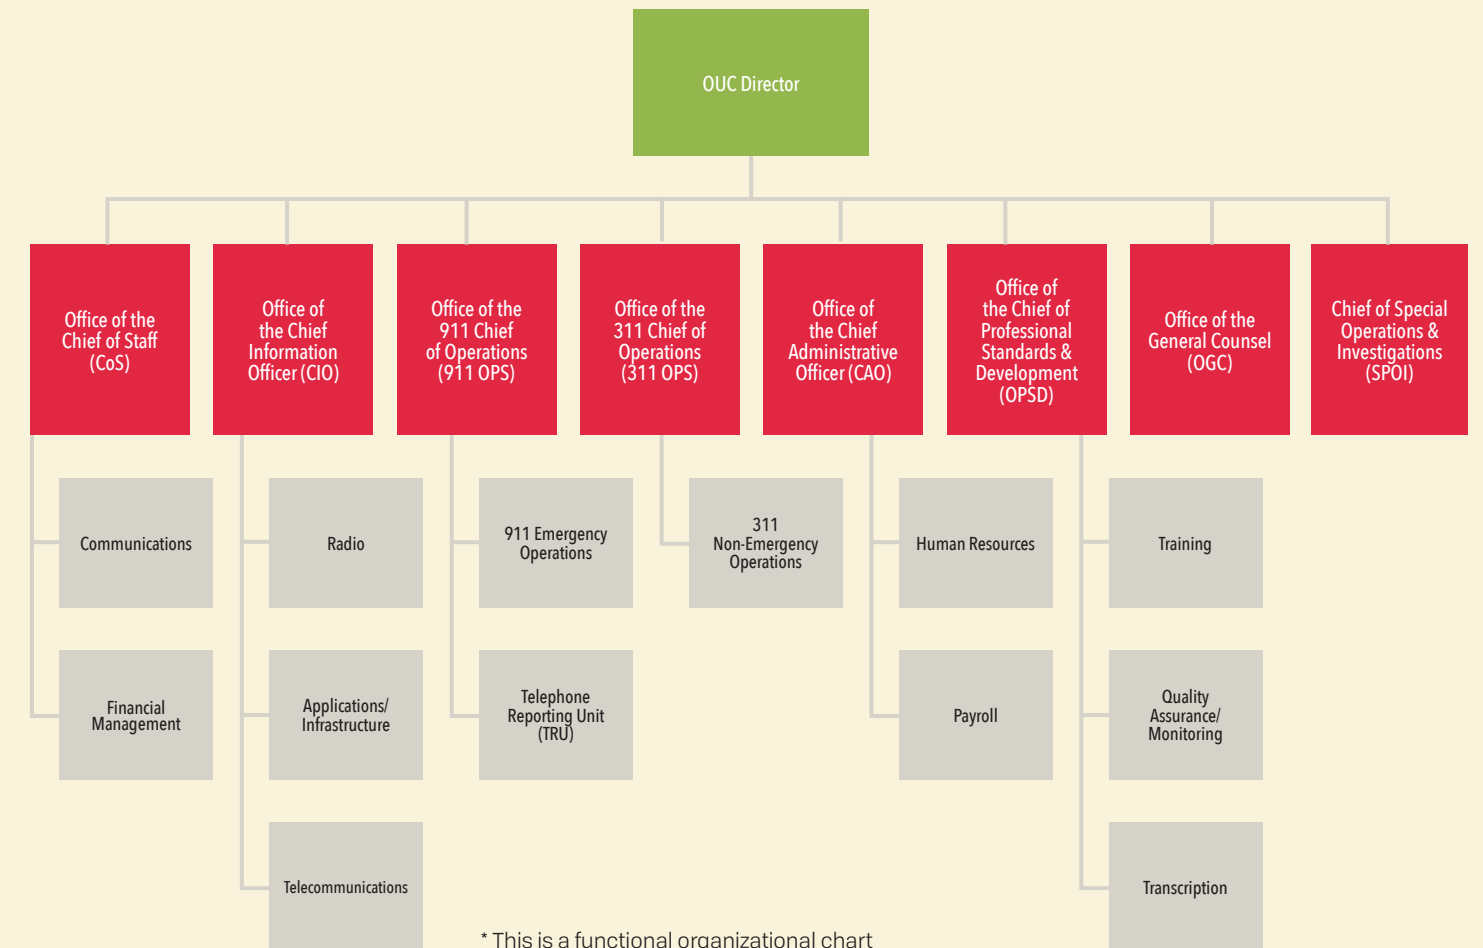 OUC Director
Office of the
Chief of Staff
(CoS)
Office of
the Chief
Information
Officer (CIO)
Office of the
911 Chief
of Operations
(911 OPS)
Office of the
311 Chief of
Operations
(311 OPS)
Office of
the Chief
Administrative
Officer (CAO)
Office of
the Chief of
Professional
Standards &
Development
(OPSD)
Office of the
General Counsel
(OGC)
Chief of Special
Operations &
Investigations
(SPOI)
Communications
Radio
911 Emergency
Operations
311
Non-Emergency
Operations
Human Resources
Training
Financial
Management
Applications/
Infrastructure
Telephone
Reporting Unit
(TRU)
Payroll
Quality
Assurance/
Monitoring
Telecommunications
Transcription
* This is a functional organizational chart